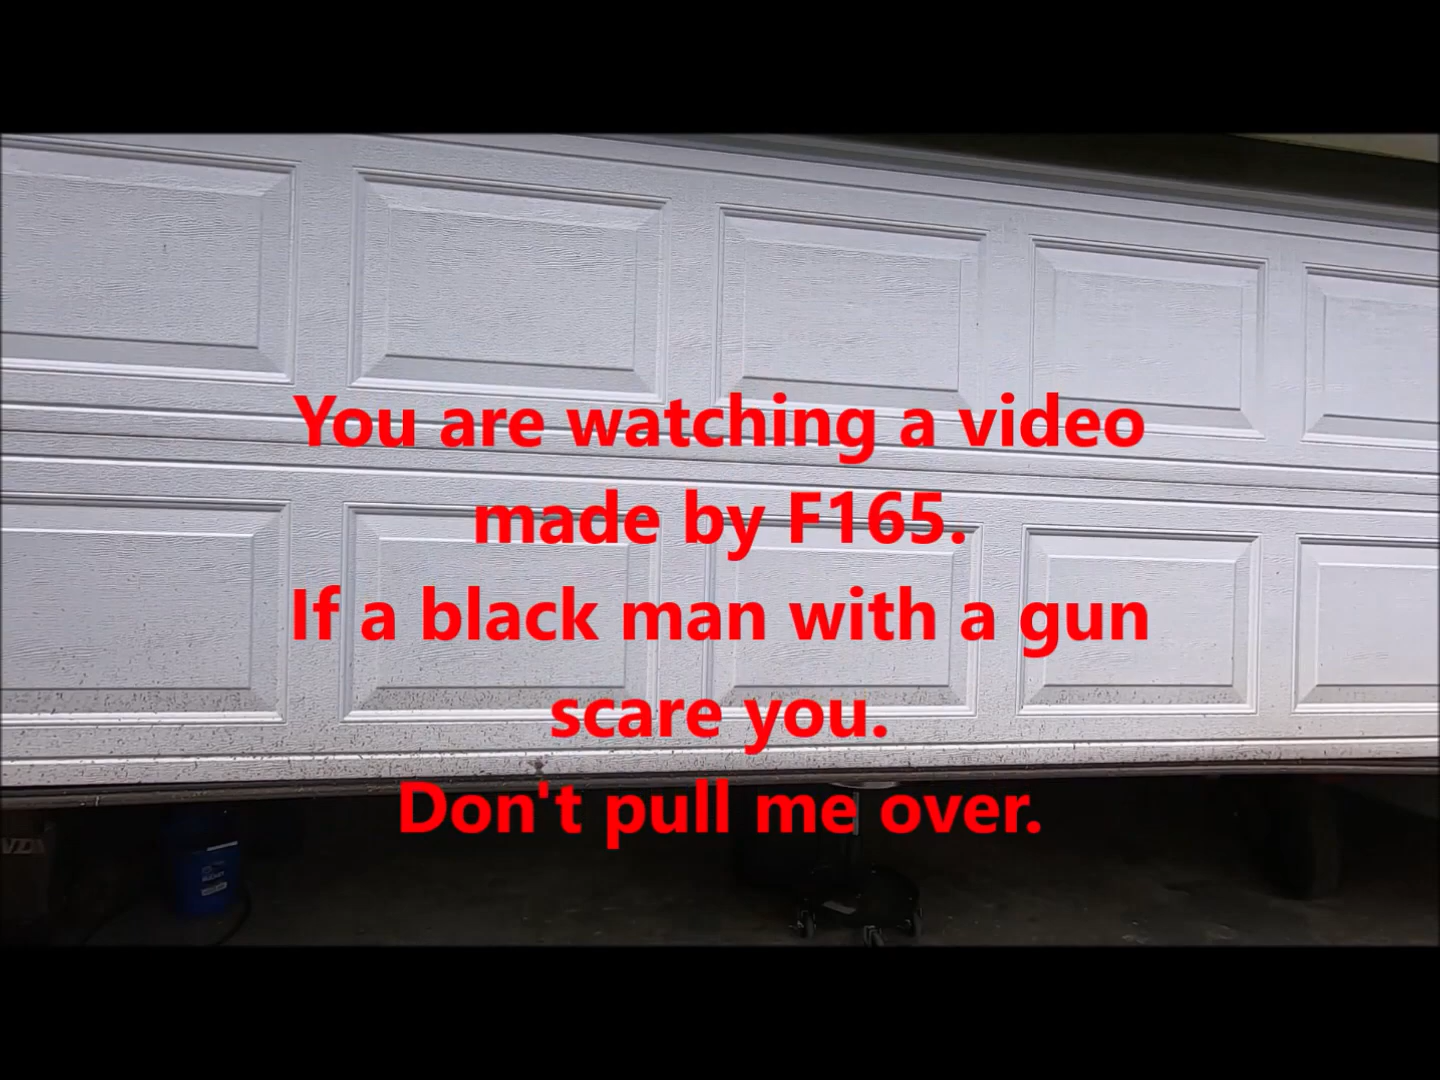 You are watching a video
made by F165.
If a black man with a gun
scare you.
Don't pull me over.